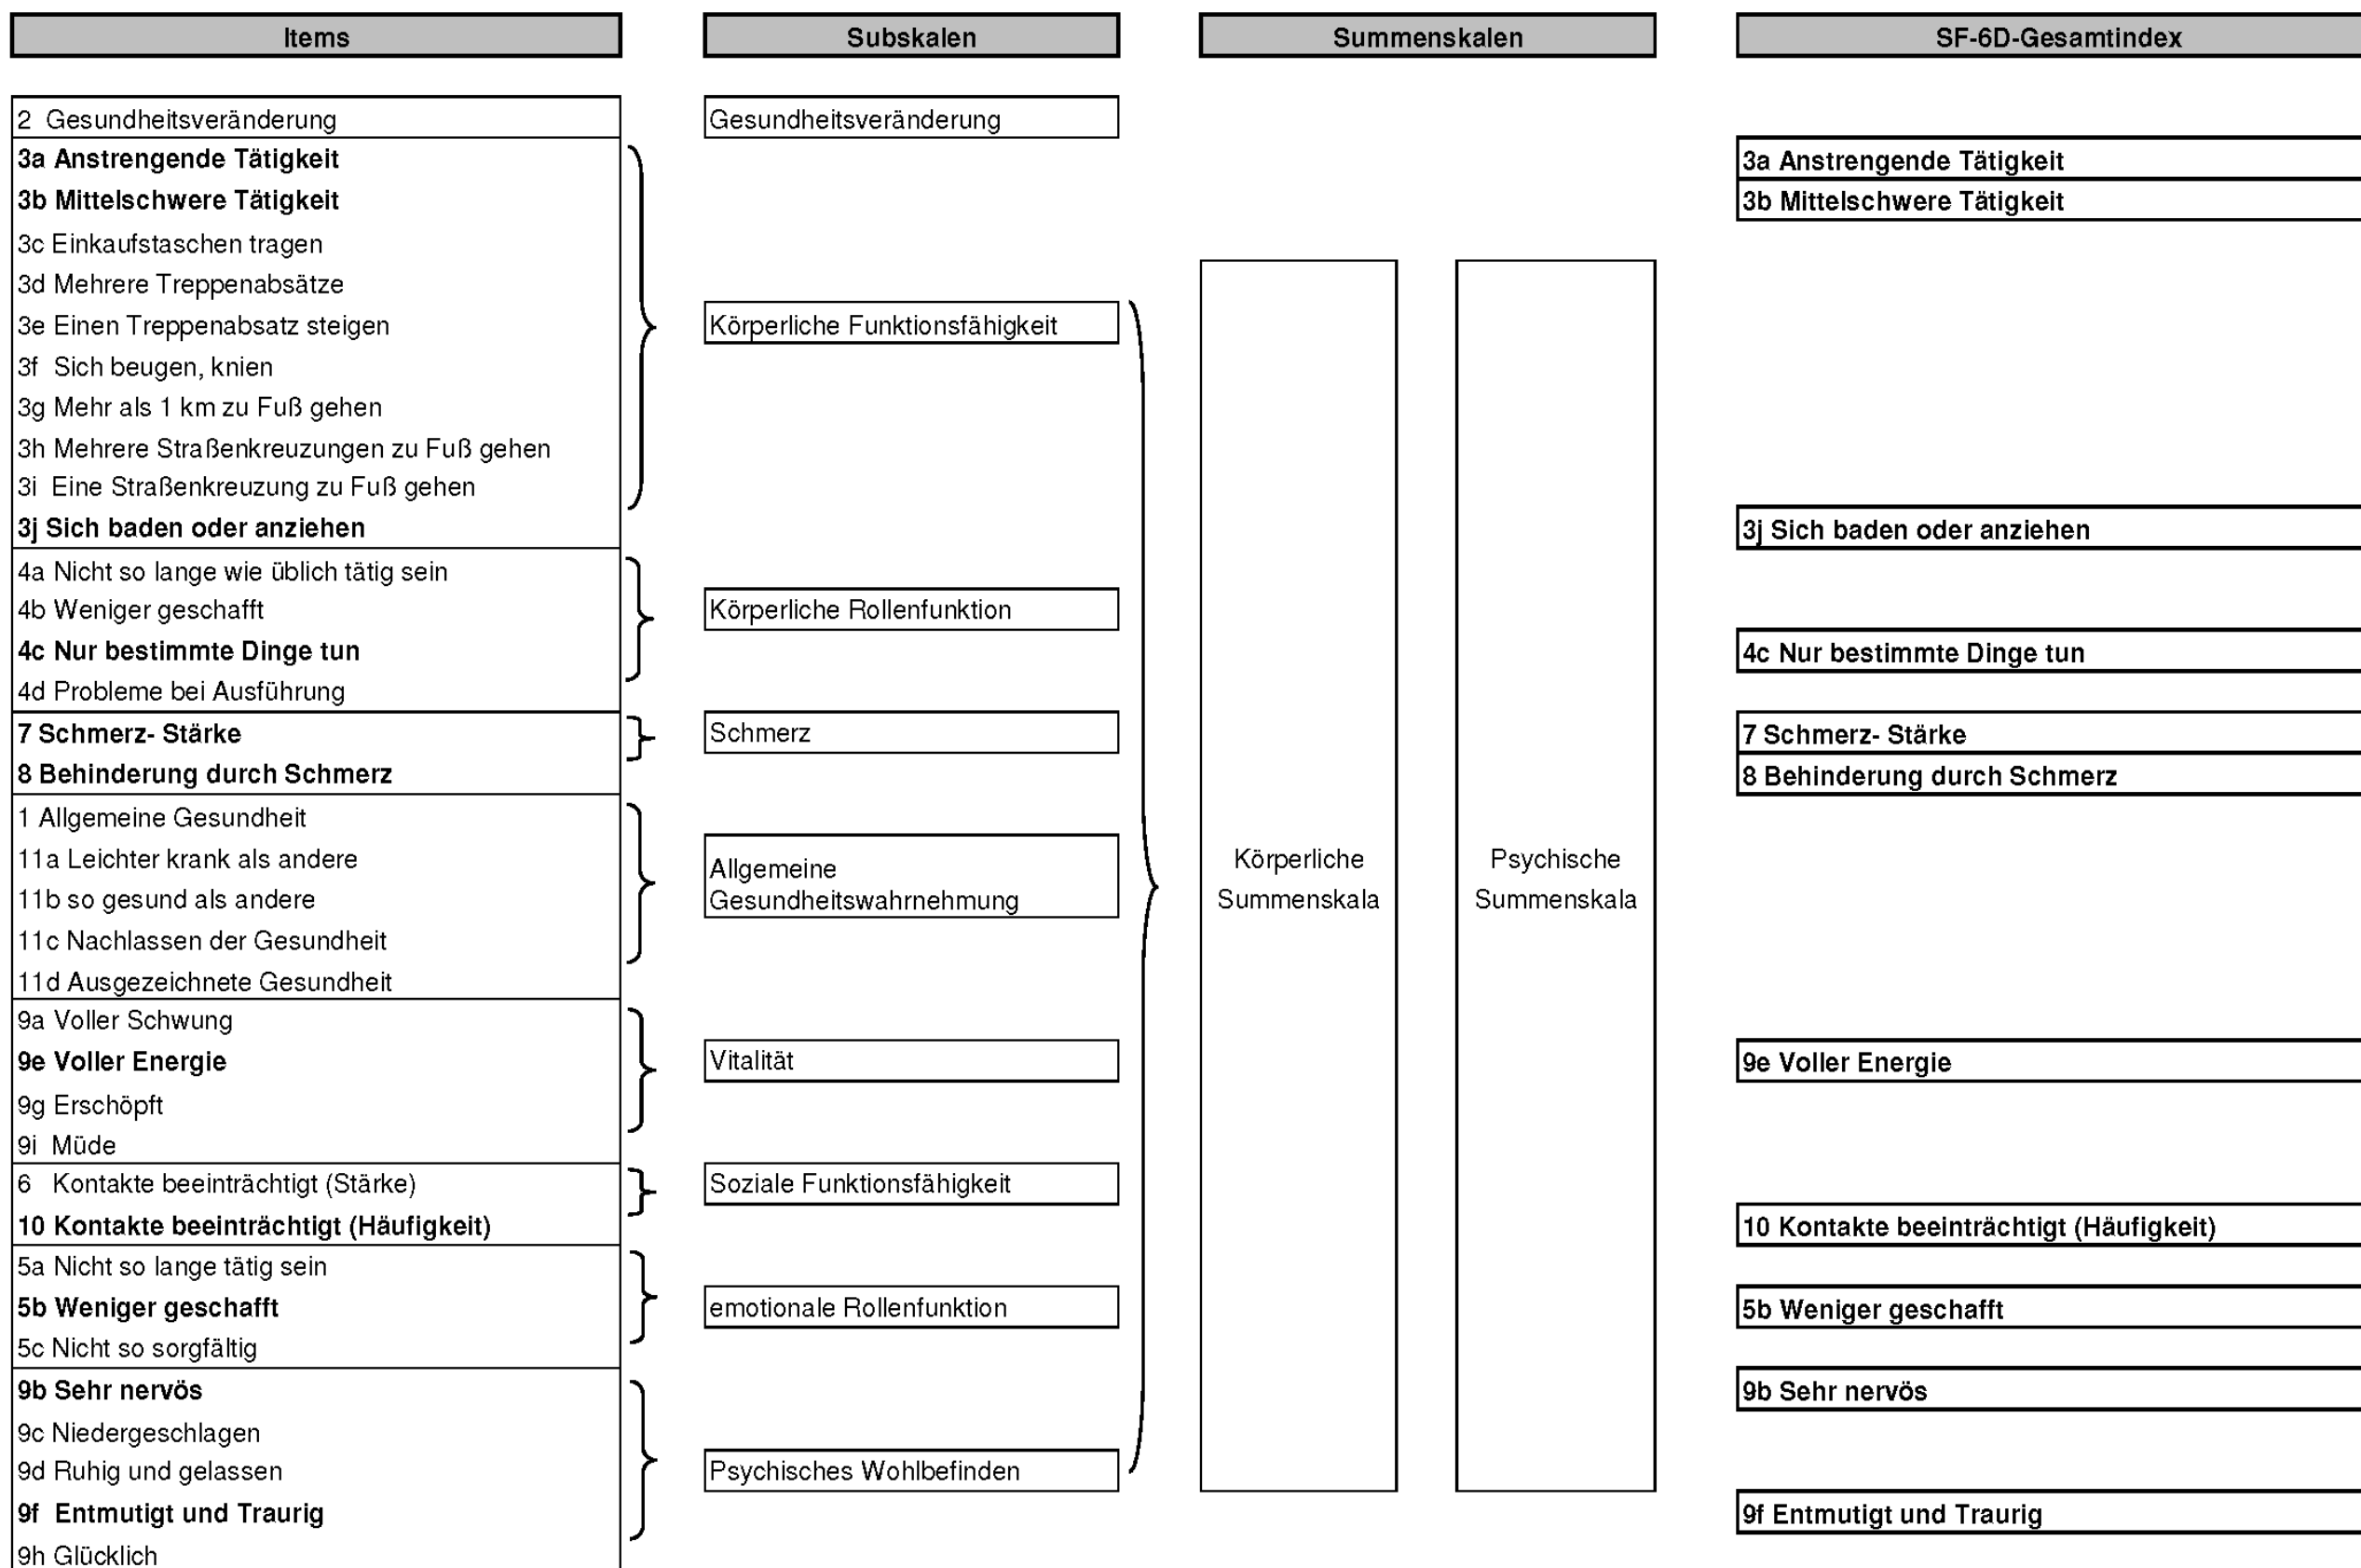 Items
Subskalen
Summenskalen
SF-6D-Gesamtindex
2 Gesundheitsveränderung
3a Anstrengende Tätigkeit
3b Mittelschwere Tätigkeit
3c Einkaufstaschen tragen
3d Mehrere Treppenabsätze
3e Einen Treppenabsatz steigen
3f Sich beugen, knien
3g Mehr als 1 km zu Fuß gehen
3h Mehrere Straßenkreuzungen zu Fuß gehen
3i Eine Straßenkreuzung zu Fuß gehen
3j Sich baden oder anziehen
4a Nicht so lange wie üblich tätig sein
4b Weniger geschafft
4c Nur bestimmte Dinge tun
4d Probleme bei Ausführung
7 Schmerz- Stärke
8 Behinderung durch Schmerz
1 Allgemeine Gesundheit
11a Leichter krank als andere
11b so gesund als andere
11c Nachlassen der Gesundheit
11d Ausgezeichnete Gesundheit
9a Voller Schwung
9e Voller Energie
9g Erschöpft
9i Müde
6 Kontakte beeinträchtigt (Stärke)
10 Kontakte beeinträchtigt (Häufigkeit)
5a Nicht so lange tätig sein
5b Weniger geschafft
5c Nicht so sorgfältig
9b Sehr nervös
9c Niedergeschlagen
9d Ruhig und gelassen
9f Entmutigt und Traurig
9h Glücklich
Gesundheitsveränderung
Körperliche Funktionsfähigkeit
Körperliche Rollenfunktion
Schmerz
Allgemeine
Gesundheitswahrnehmung
Vitalität
Soziale Funktionsfähigkeit
emotionale Rollenfunktion
Psychisches Wohlbefinden
Körperliche
Summenskala
Psychische
Summenskala
3a Anstrengende Tätigkeit
3b Mittelschwere Tätigkeit
3j Sich baden oder anziehen
4c Nur bestimmte Dinge tun
7 Schmerz- Stärke
8 Behinderung durch Schmerz
9e Voller Energie
10 Kontakte beeinträchtigt (Häufigkeit)
5b Weniger geschafft
9b Sehr nervös
9f Entmutigt und Traurig